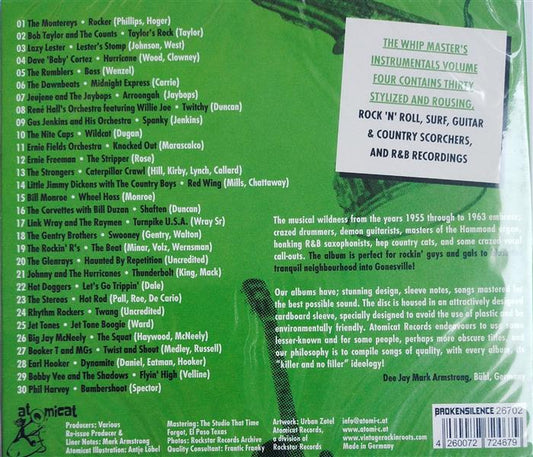 01 The Montereys • Rocker (Phillips, Hager)
02 Bob Taylor and The Counts • Taylor's Rock (Taylor)
03 Lazy Lester • Lester's Stomp (Johnson, West)
04 Dave 'Baby' Cortez • Hurricane (Wood, Clowney)
05 The Rumblers • Boss (Wenzel)
06 The Downbeats • Midnight Express (Carrie)
07 Jeujene and The Jaybops • Arroongah (Jaybops)
08 René Hall's Orchestra featuring Willie Joe • Twitchy (Duncan)
09 Gus Jenkins and His Orchestra • Spanky (Jenkins)
10 The Nite Caps • Wildcat (Dugan)
11 Ernie Fields Orchestra • Knocked Out (Marascalco)
12 Ernie Freeman • The Stripper (Rose)
13 The Strangers • Caterpillar Crawl (Hill, Kirby, Lynch, Callard)
14 Little Jimmy Dickens with The Country Boys • Red Wing (Mills, Chattaway)
15 Bill Monroe • Wheel Hoss (Monroe)
16 The Corvettes with Bill Duzan • Shaften (Duncan)
17 Link Wray and The Raymen • Turnpike U.S.A. (Wray Sr)
18 The Gentry Brothers • Swooney (Gentry, Walton)
19 The Rockin' R's • The Beat (Minor, Volz, Wernsman)
20 The Glenrays • Haunted By Repetition (Uncredited)
21 Johnny and The Hurricanes • Thunderbolt (King, Mack)
22 Hot Doggers • Let's Go Trippin' (Dale)
23 The Stereos • Hot Rod (Pall, Roe, De Cario)
24 Rhythm Rockers • Twang (Uncredited)
25 Jet Tones • Jet Tone Boogie (Ward)
26 Big Jay McNeely • The Squat (Haywood, McNeely)
27 Booker T and MGs • Twist and Shout (Medley, Russell)
28 Earl Hooker • Dynamite (Daniel, Eatman, Hooker)
29 Bobby Vee and The Shadows • Flyin' High (Velline)
30 Phil Harvey • Bumbershoot (Spector)
THE WHIP MASTER'S
INSTRUMENTALS VOLUME
FOUR CONTAINS THIRTY
STYLIZED AND ROUSING,
ROCK 'N' ROLL, SURF, GUITAR
& COUNTRY SCORCHERS,
AND R&B RECORDINGS
The musical wildness from the years 1955 through to 1963 embrace,
crazed drummers, demon guitarists, masters of the Hammond organ,
honking R&B saxophonists, hep country cats, and some crazed vocal
call-outs. The album is perfect for rockin' guys and gals to
tranquil neighbourhood into Gonesville!
Our albums have; stunning design, sleeve notes, songs mastered for
the best possible sound. The disc is housed in an attractively designed
cardboard sleeve, specially designed to avoid the use of plastic and be
environmentally friendly. Atomicat Records endeavours to use some
lesser-known, and for some people, perhaps more obscure titles, and
our philosophy is to compile songs of quality, with every album, its
"killer and no filler" ideology!
Dee Jay Mark Armstrong, Bühl, Germany
atomicat
Producers: Various
Re-issue Producer &
Liner Notes: Mark Armstrong
Atomicat Illustration: Antje Löbel
Mastering: The Studio That Time
Forgot, El Paso Texas
Photos: Rockstar Records Archive
Quality Consultant: Frantic Franky
Artwork: Urban Zotel
Atomicat Records,
a division of
Rockstar Records
info@atomi-c.at
www.atomi-c.at
www.vintagerockinroots.com
Made in Germany
BROKENSILENCE 26702
4 260072 724679